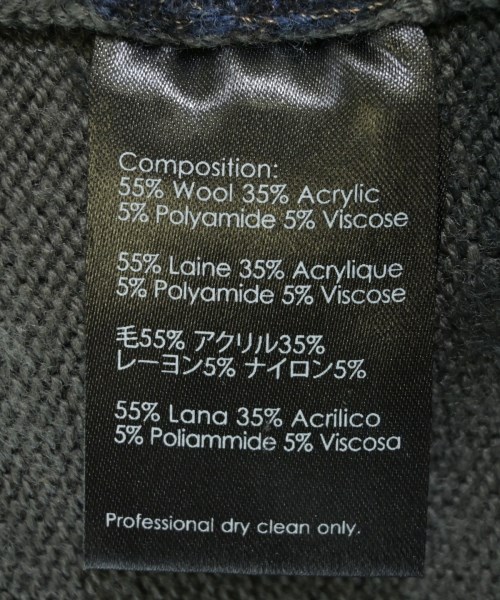 Composition:
55% Wool 35% Acrylic
5% Polyamide 5% Viscose
55% Laine 35% Acrylique
5% Polyamide 5% Viscose
毛55% アクリル35%
レーヨン5% ナイロン5%
55% Lana 35% Acrilico
5% Poliammide 5% Viscosa
Professional dry clean only.